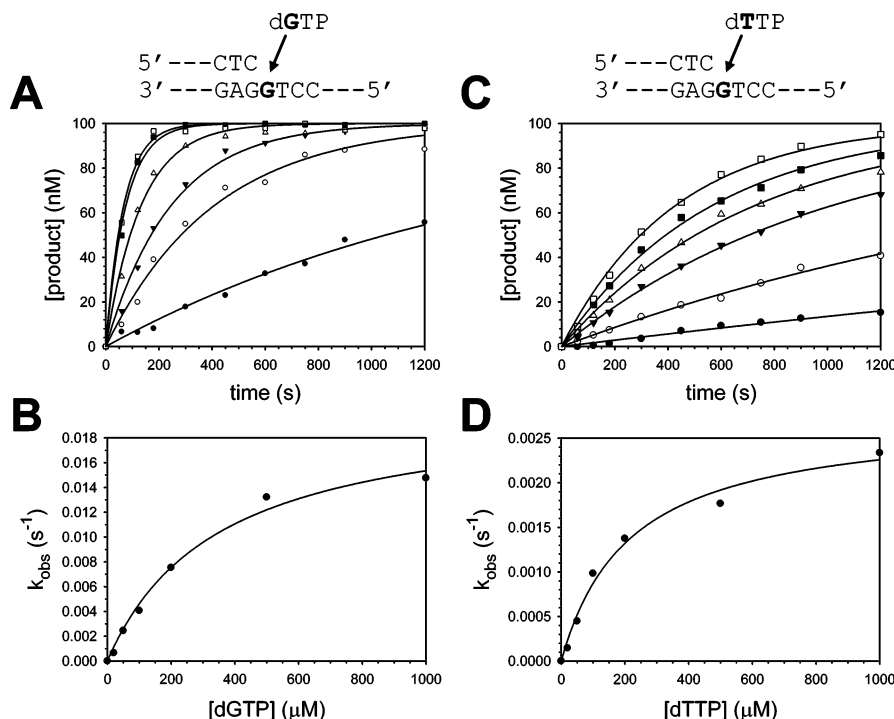 dGTP
5′ ---CTC
3′ ---GAGGTCC---5′
A
100
80
60
40
20
0
[product] (nM)
0 200 400 600 800 1000 1200
time (s)
dTTP
5′ ---CTC
3′ ---GAGGTCC---5′
C
100
80
60
40
20
0
[product] (nM)
0 200 400 600 800 1000 1200
time (s)
B
0.018
0.016
0.014
0.012
0.010
0.008
0.006
0.004
0.002
0.000
kobs (s-1)
0 200 400 600 800 1000
[dGTP] (μM)
D
0.0025
0.0020
0.0015
0.0010
0.0005
0.0000
kobs (s-1)
0 200 400 600 800 1000
[dTTP] (μM)